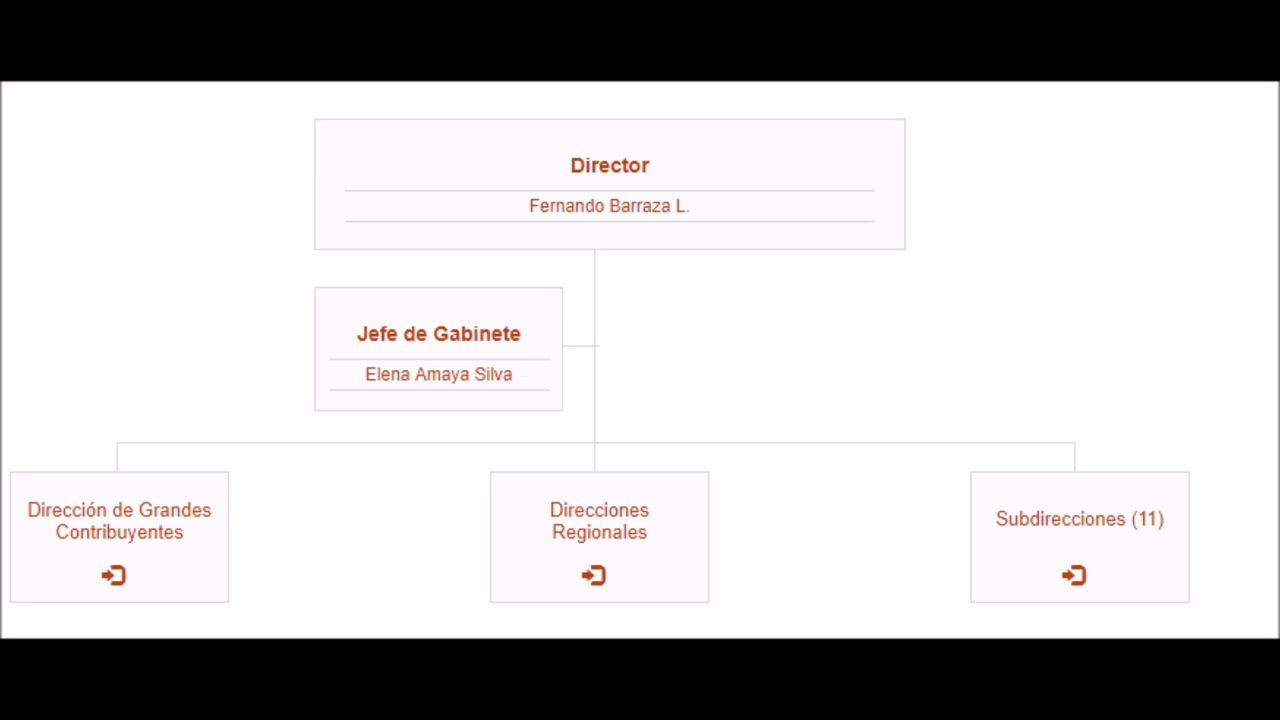 Director
Fernando Barraza L.
Jefe de Gabinete
Elena Amaya Silva
Dirección de Grandes
Contribuyentes
Direcciones
Regionales
Subdirecciones (11)